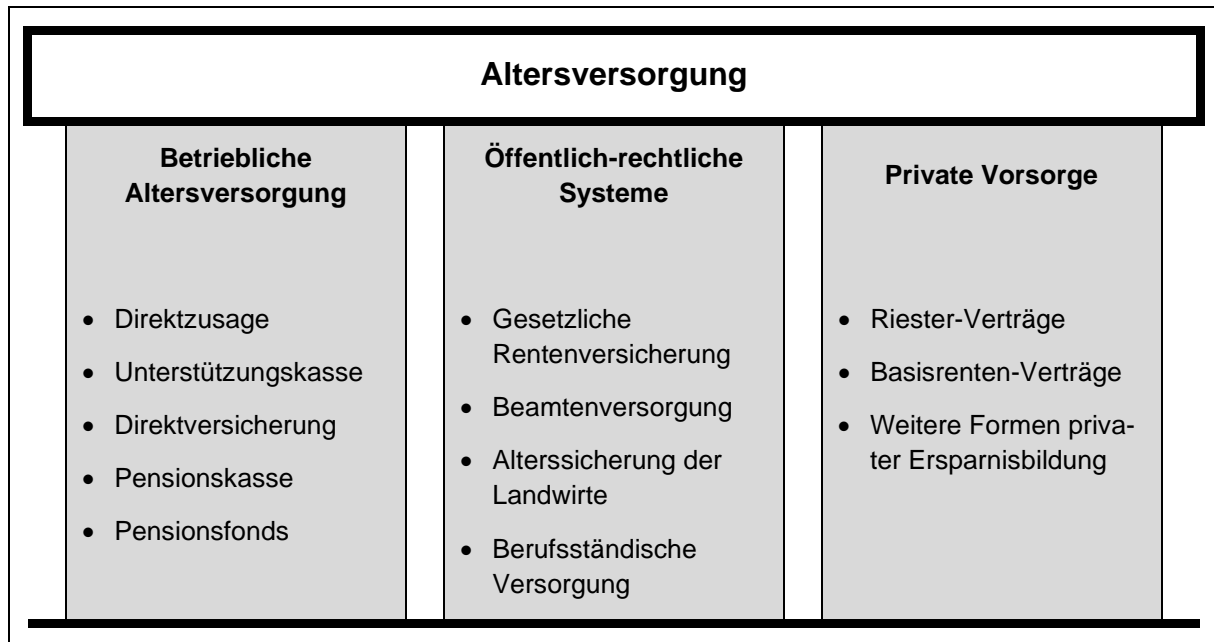 Altersversorgung
Betriebliche
Altersversorgung
• Direktzusage
• Unterstützungskasse
• Direktversicherung
• Pensionskasse
• Pensionsfonds
Öffentlich-rechtliche
Systeme
• Gesetzliche
Rentenversicherung
• Beamtenversorgung
• Alterssicherung der
Landwirte
• Berufsständische
Versorgung
Private Vorsorge
• Riester-Verträge
• Basisrenten-Verträge
• Weitere Formen priva-
ter Ersparnisbildung